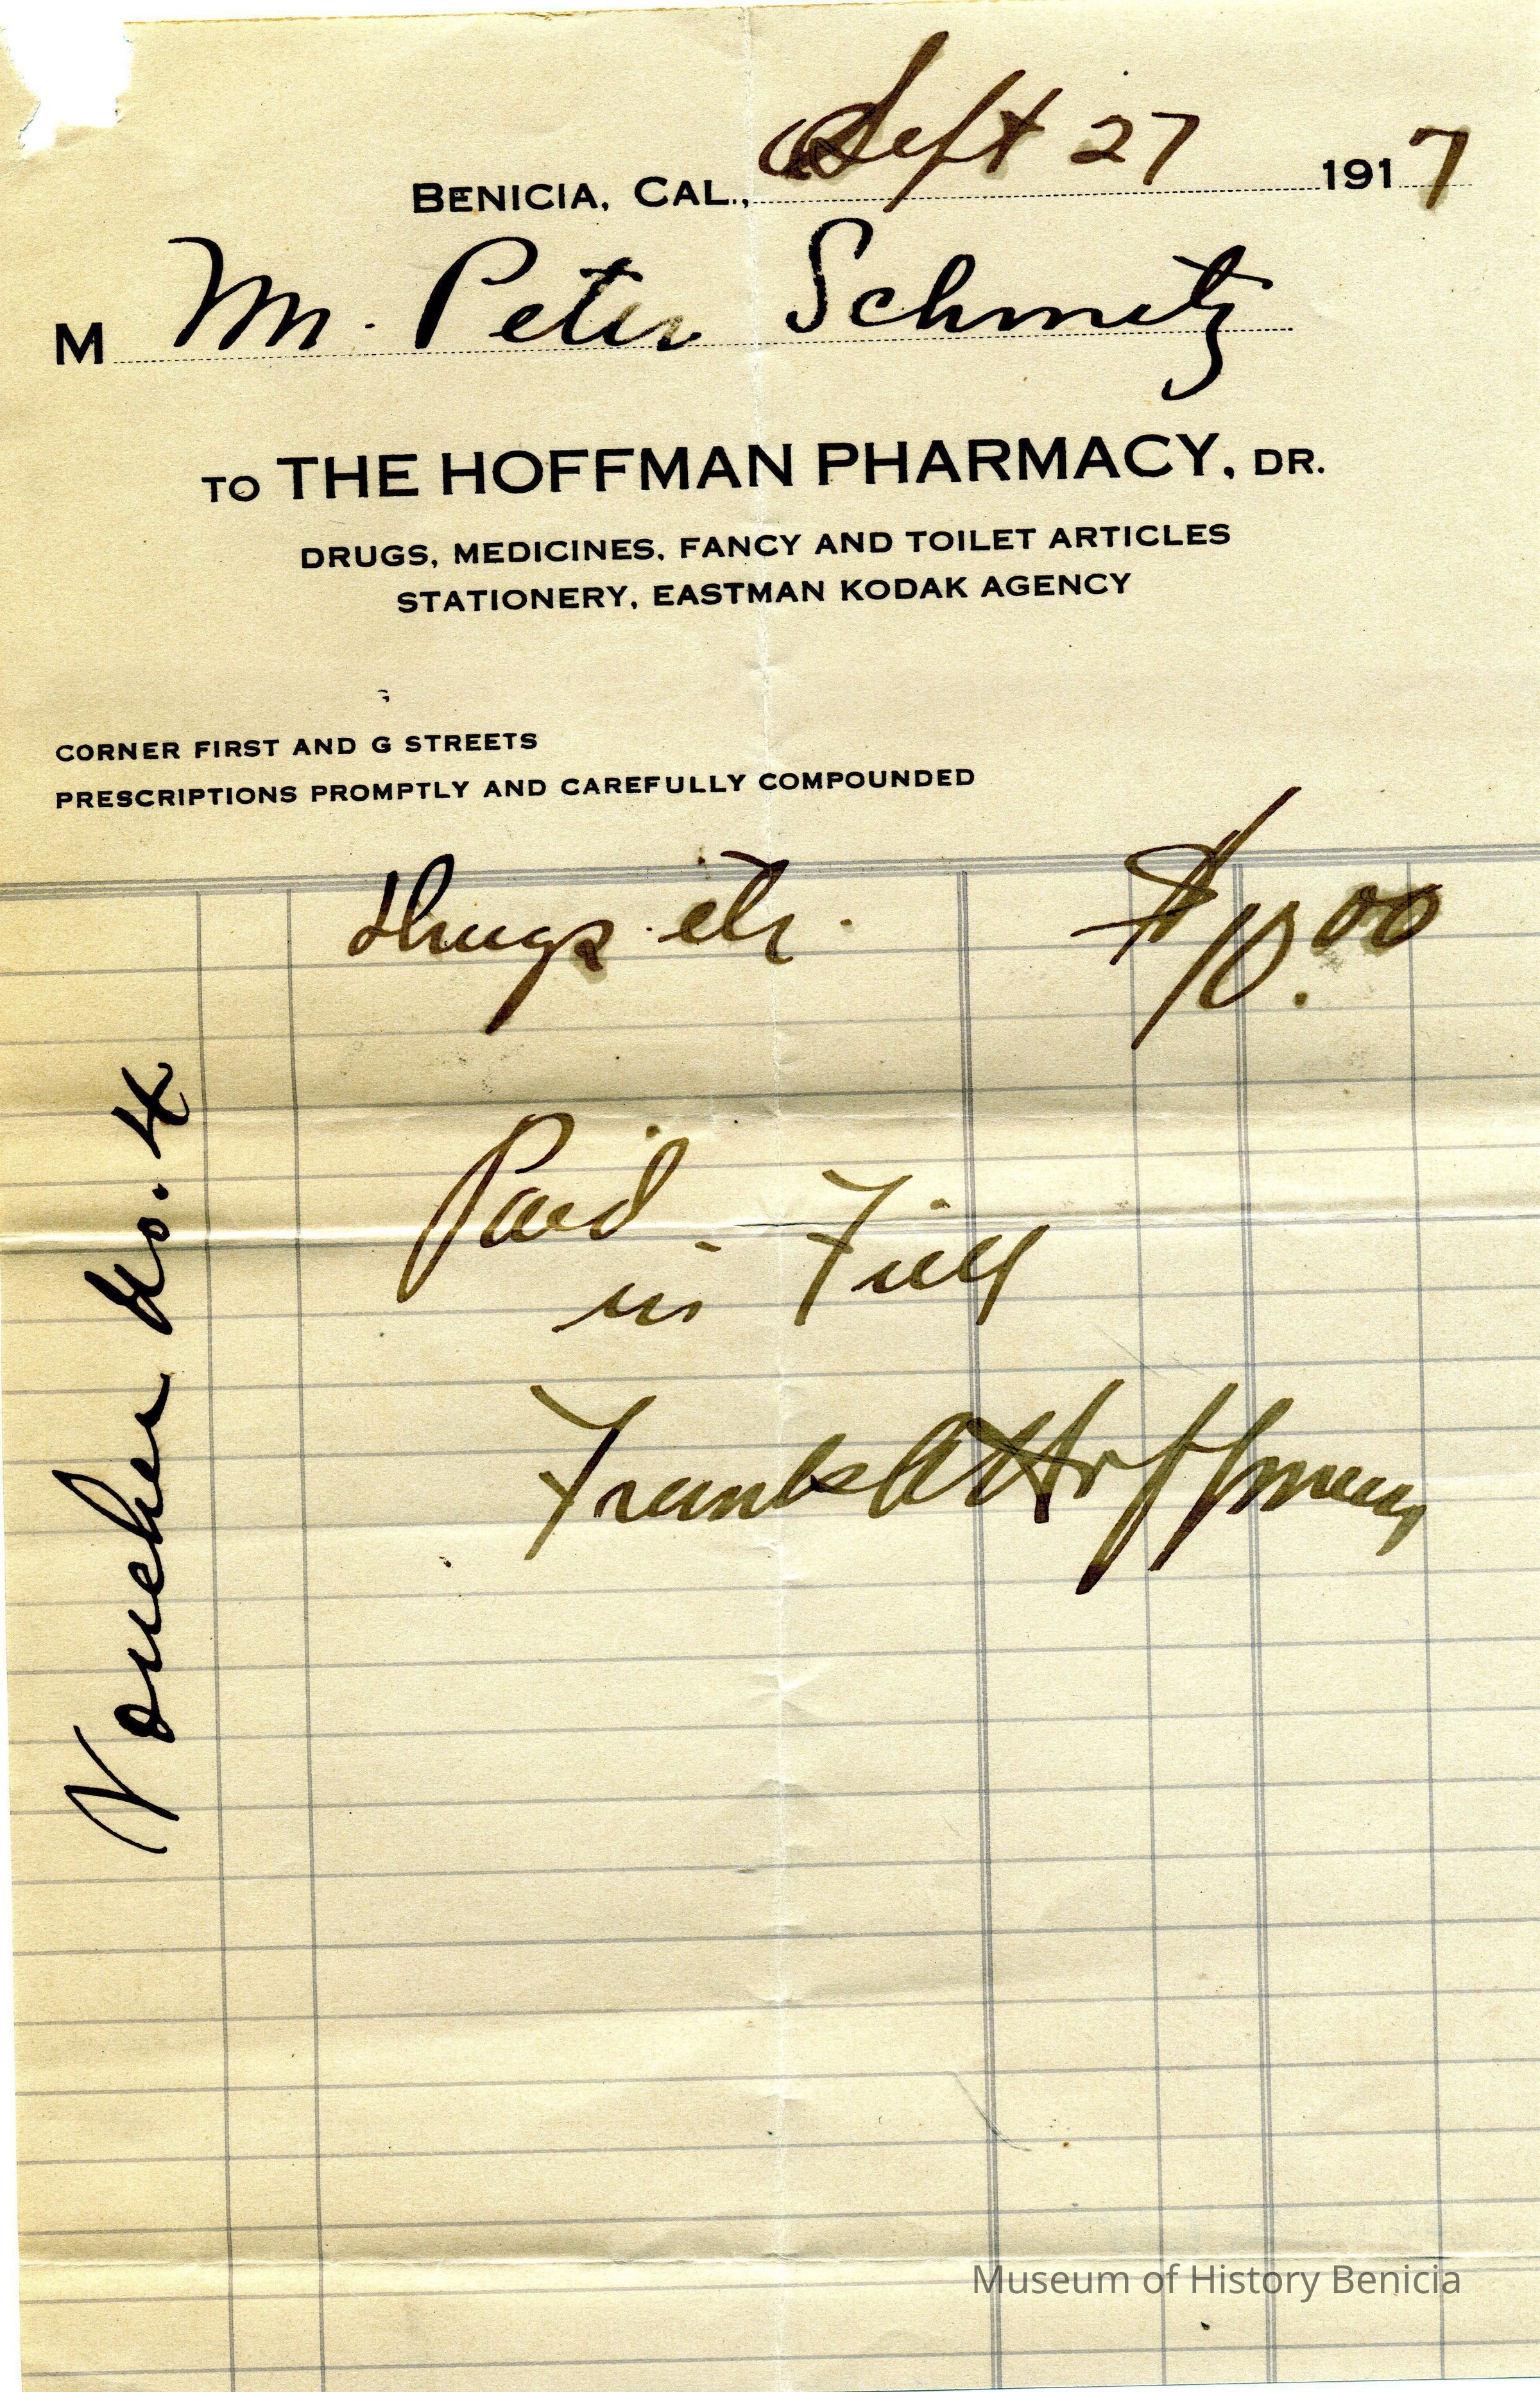 BENICIA, CAL., Sept 27 1917
M Mr. Peter Schmitz
TO THE HOFFMAN PHARMACY, DR.
DRUGS, MEDICINES, FANCY AND TOILET ARTICLES
STATIONERY, EASTMAN KODAK AGENCY
CORNER FIRST AND G STREETS
PRESCRIPTIONS PROMPTLY AND CAREFULLY COMPOUNDED
drugs etc. $10.00
Paid
in Full
Frank A Hoffman
Voucher No. 4
Museum of History Benicia